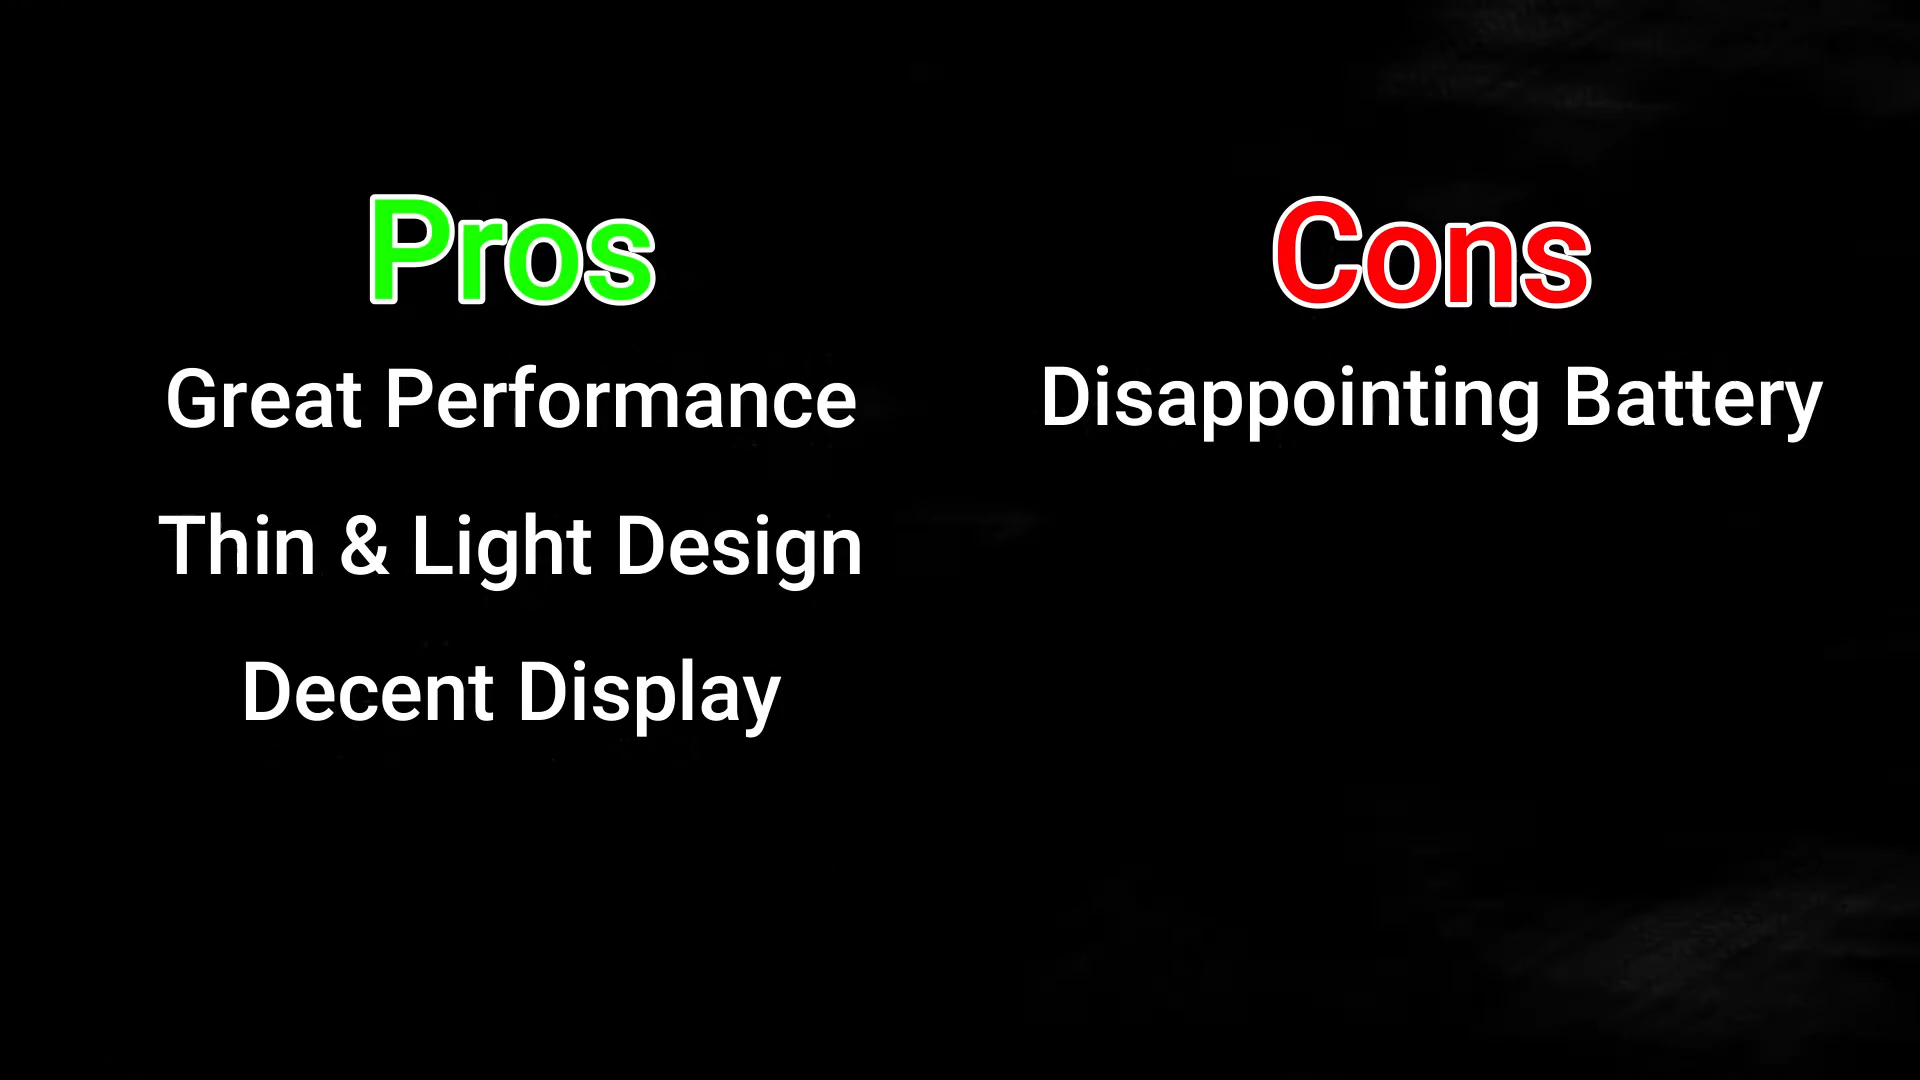 Pros
Great Performance
Thin & Light Design
Decent Display
Cons
Disappointing Battery